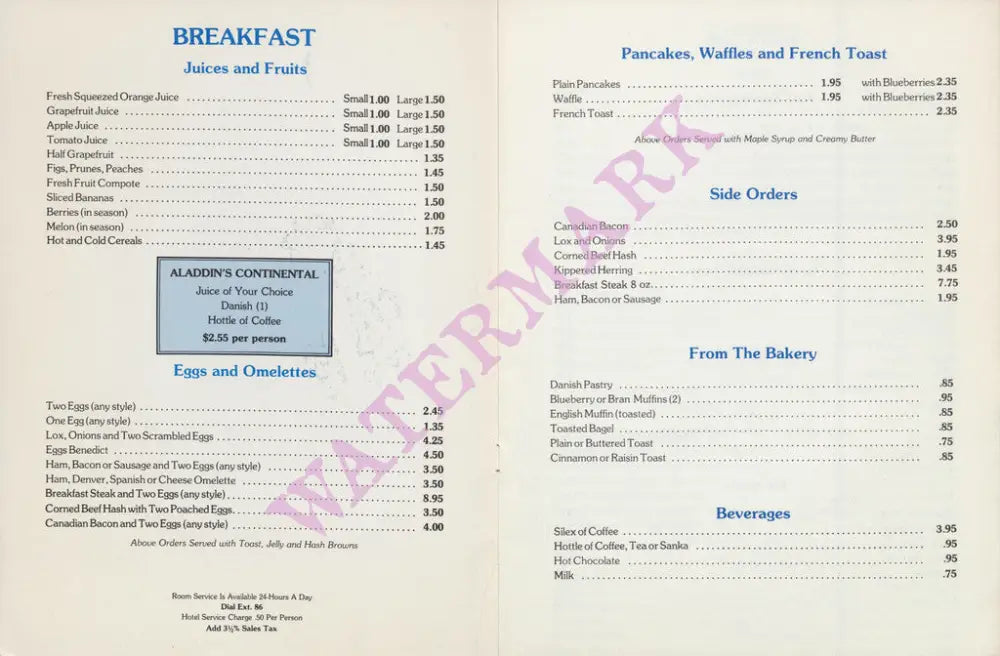 BREAKFAST
Juices and Fruits
Fresh Squeezed Orange Juice Small 1.00 Large 1.50
Grapefruit Juice Small 1.00 Large 1.50
Apple Juice Small 1.00 Large 1.50
Tomato Juice Small 1.00 Large 1.50
Half Grapefruit 1.35
Figs, Prunes, Peaches 1.45
Fresh Fruit Compote 1.50
Sliced Bananas 1.50
Berries (in season) 2.00
Melon (in season) 1.75
Hot and Cold Cereals 1.45
ALADDIN'S CONTINENTAL
Juice of Your Choice
Danish (1)
Hottle of Coffee
$2.55 per person
Eggs and Omelettes
Two Eggs (any style) 2.45
One Egg (any style) 1.35
Lox, Onions and Two Scrambled Eggs 4.25
Eggs Benedict 4.50
Ham, Bacon or Sausage and Two Eggs (any style) 3.50
Ham, Denver, Spanish or Cheese Omelette 3.50
Breakfast Steak and Two Eggs (any style) 8.95
Corned Beef Hash with Two Poached Eggs 3.50
Canadian Bacon and Two Eggs (any style) 4.00
Above Orders Served with Toast, Jelly and Hash Browns
Room Service Is Available 24-Hours A Day
Dial Ext. 86
Hotel Service Charge .50 Per Person
Add 3½% Sales Tax
Pancakes, Waffles and French Toast
Plain Pancakes 1.95 with Blueberries 2.35
Waffle 1.95 with Blueberries 2.35
French Toast 2.35
Above Orders Served with Maple Syrup and Creamy Butter
Side Orders
Canadian Bacon 2.50
Lox and Onions 3.95
Corned Beef Hash 1.95
Kippered Herring 3.45
Breakfast Steak 8 oz. 7.75
Ham, Bacon or Sausage 1.95
From The Bakery
Danish Pastry .85
Blueberry or Bran Muffins (2) .95
English Muffin (toasted) .85
Toasted Bagel .85
Plain or Buttered Toast .75
Cinnamon or Raisin Toast .85
Beverages
Silex of Coffee 3.95
Hottle of Coffee, Tea or Sanka .95
Hot Chocolate .95
Milk .75
WATERMARK